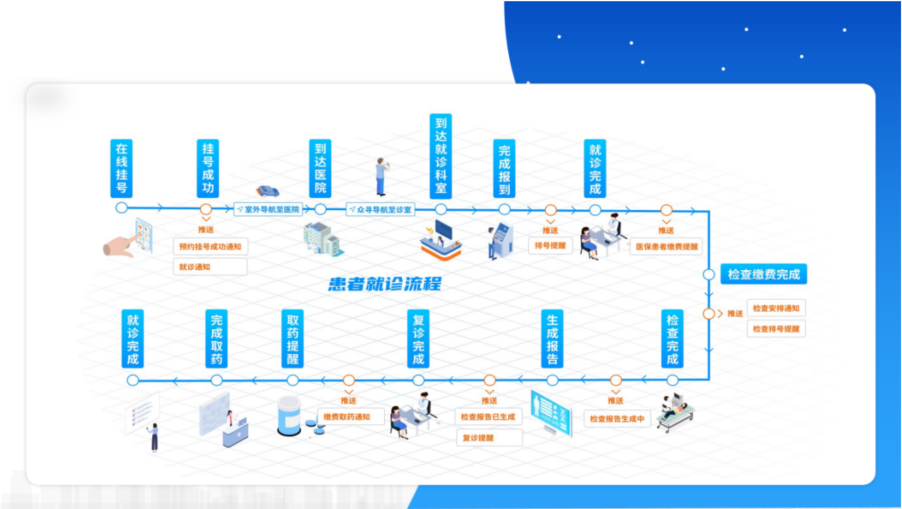 在线挂号
挂号成功
到达医院
到达就诊科室
完成报到
就诊完成
室外导航至医院
众寻导航至诊室
推送
预约挂号成功通知
就诊通知
推送
排号提醒
推送
医保患者缴费提醒
患者就诊流程
检查缴费完成
推送
检查安排通知
检查排号提醒
就诊完成
完成取药
取药提醒
复诊完成
生成报告
检查完成
推送
缴费取药通知
推送
检查报告已生成
复诊提醒
推送
检查报告生成中